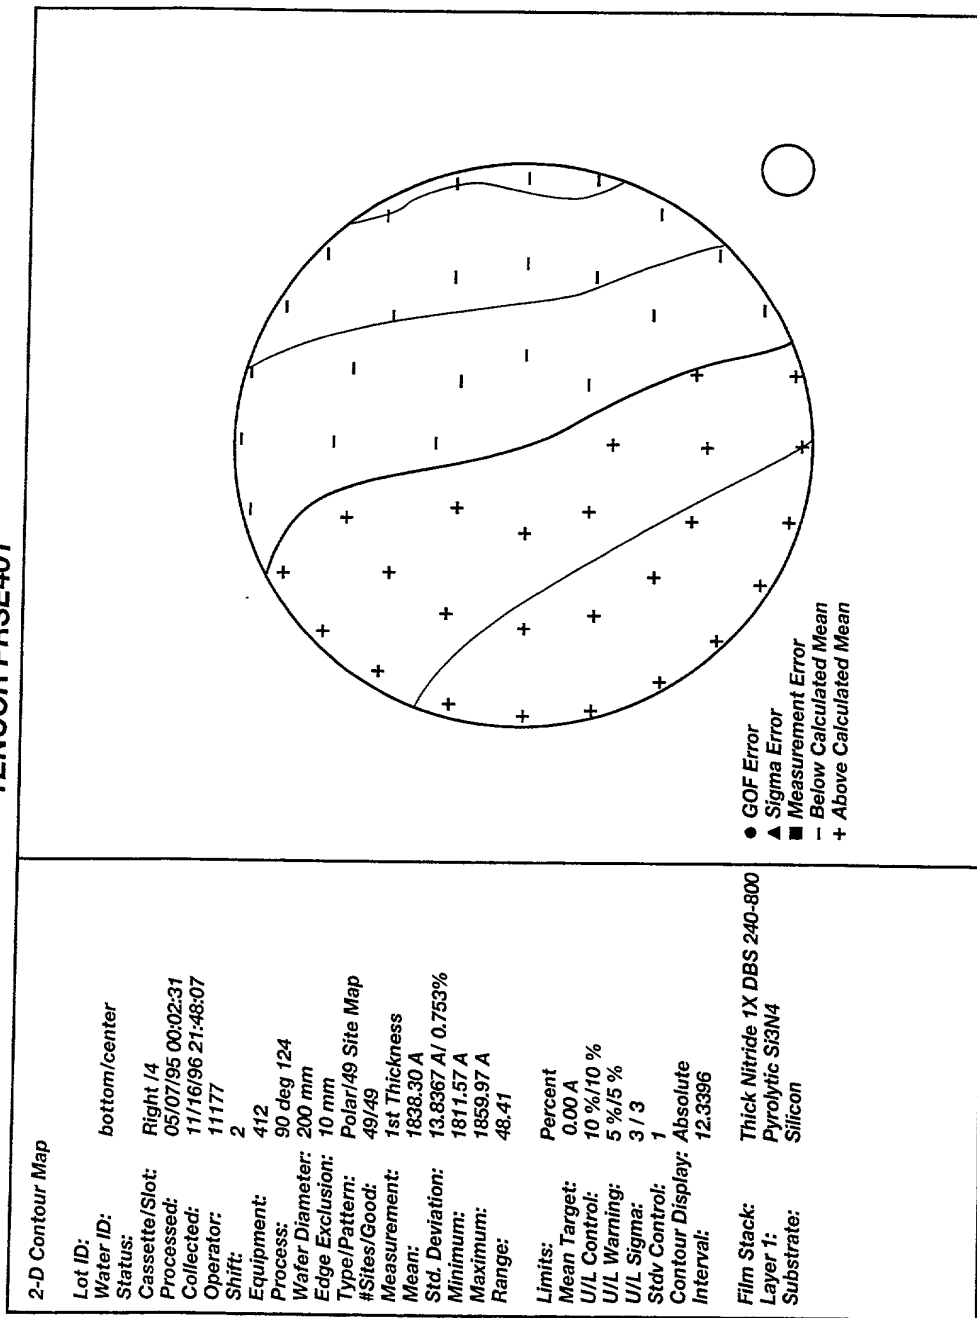 2-D Contour Map
Lot ID:
Water ID: bottom/center
Status:
Cassette/Slot: Right /4
Processed: 05/07/95 00:02:31
Collected: 11/16/96 21:48:07
Operator: 11177
Shift: 2
Equipment: 412
Process: 90 deg 124
Wafer Diameter: 200 mm
Edge Exclusion: 10 mm
Type/Pattern: Polar/49 Site Map
#Sites/Good: 49/49
Measurement: 1st Thickness
Mean: 1838.30 A
Std. Deviation: 13.8367 A/ 0.753%
Minimum: 1811.57 A
Maximum: 1859.97 A
Range: 48.41
Limits: Percent
Mean Target: 0.00 A
U/L Control: 10 %/10 %
U/L Warning: 5 %/5 %
U/L Sigma: 3 / 3
Stdv Control: 1
Contour Display: Absolute
Interval: 12.3396
Film Stack: Thick Nitride 1X DBS 240-800
Layer 1: Pyrolytic Si3N4
Substrate: Silicon
● GOF Error
▲ Sigma Error
■ Measurement Error
– Below Calculated Mean
+ Above Calculated Mean